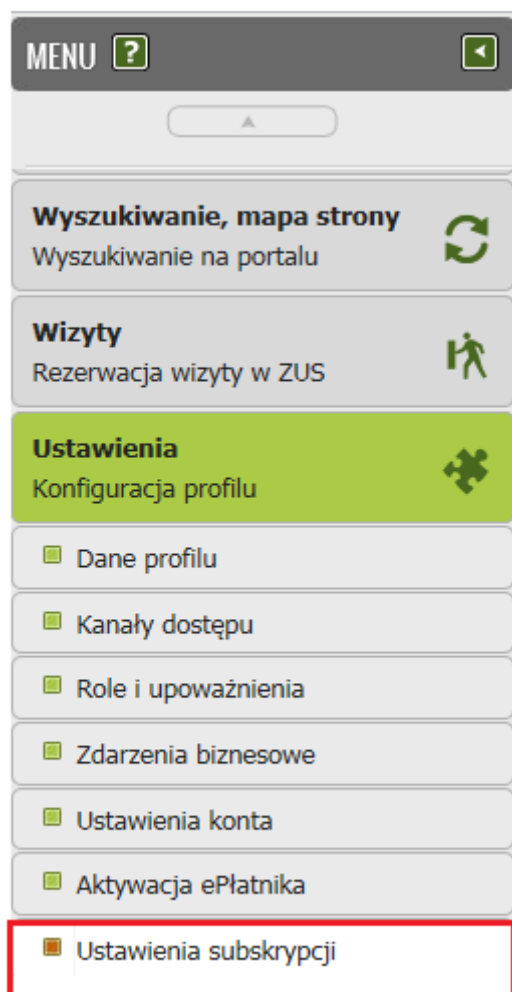 MENU ?
Wyszukiwanie, mapa strony
Wyszukiwanie na portalu
Wizyty
Rezerwacja wizyty w ZUS
Ustawienia
Konfiguracja profilu
Dane profilu
Kanały dostępu
Role i upoważnienia
Zdarzenia biznesowe
Ustawienia konta
Aktywacja ePłatnika
Ustawienia subskrypcji